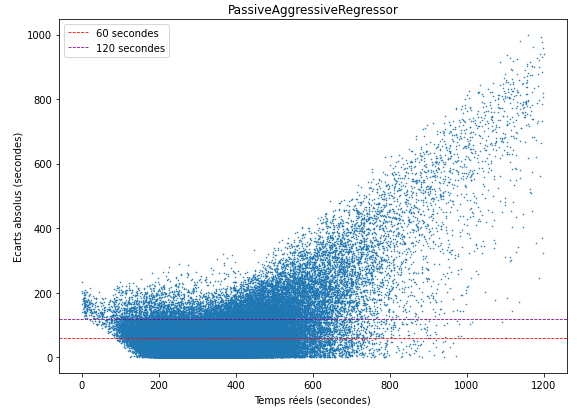 PassiveAggressiveRegressor
60 secondes
120 secondes
Ecarts absolus (secondes)
1000
800
600
400
200
0
0 200 400 600 800 1000 1200
Temps réels (secondes)